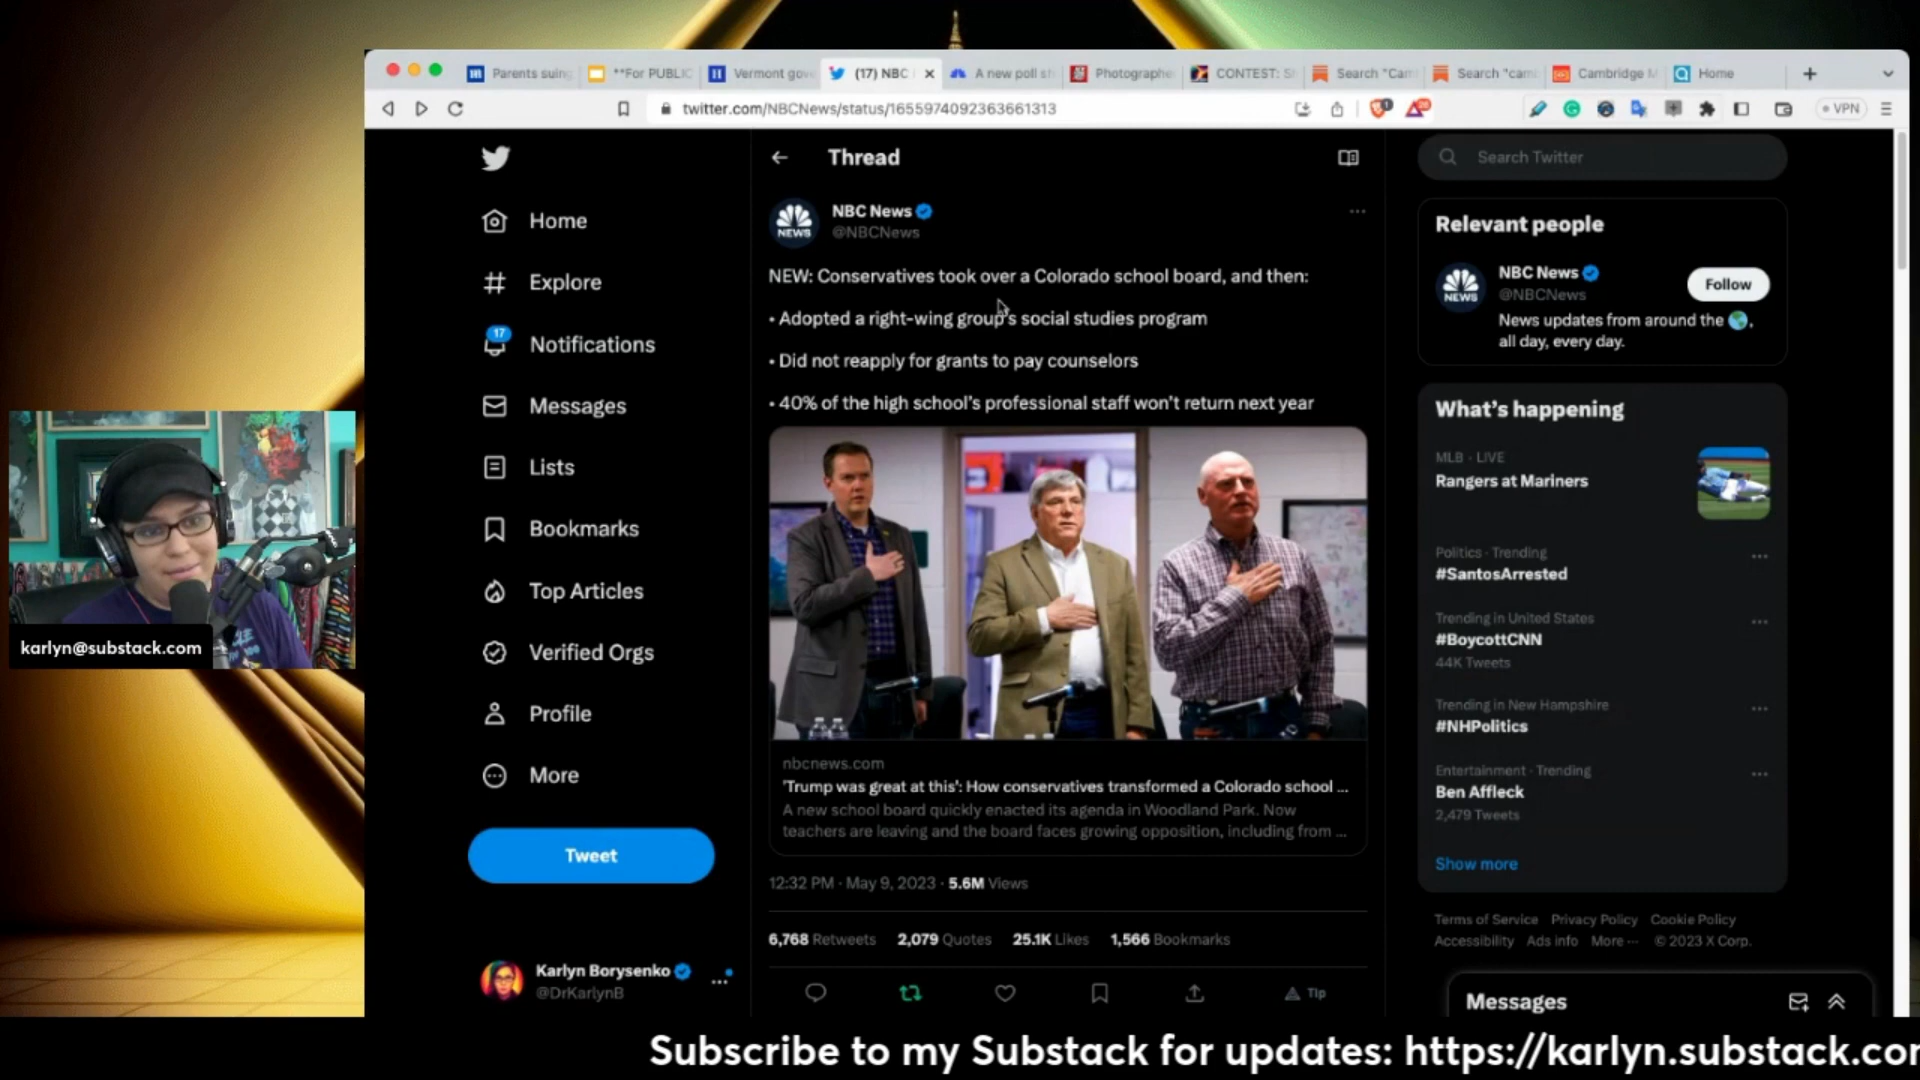 Parents suing
**For PUBLIC
Vermont gov
(17) NBC
A new poll
Photographe
CONTEST:
Search "Cam
Search "cam
Cambridge
Home
twitter.com/NBCNews/status/1655974092363661313
VPN
Home
Explore
17
Notifications
Messages
Lists
Bookmarks
Top Articles
Verified Orgs
Profile
More
Tweet
Karlyn Borysenko
@DrKarlynB
Thread
NEWS
NBC News
@NBCNews
NEW: Conservatives took over a Colorado school board, and then:
• Adopted a right-wing group's social studies program
• Did not reapply for grants to pay counselors
• 40% of the high school's professional staff won't return next year
nbcnews.com
'Trump was great at this': How conservatives transformed a Colorado school ...
A new school board quickly enacted its agenda in Woodland Park. Now
teachers are leaving and the board faces growing opposition, including from ...
12:32 PM · May 9, 2023 · 5.6M Views
6,768 Retweets 2,079 Quotes 25.1K Likes 1,566 Bookmarks
Tip
Search Twitter
Relevant people
NEWS
NBC News
@NBCNews
Follow
News updates from around the 🌎,
all day, every day.
What's happening
MLB · LIVE
Rangers at Mariners
Politics · Trending
#SantosArrested
Trending in United States
#BoycottCNN
44K Tweets
Trending in New Hampshire
#NHPolitics
Entertainment · Trending
Ben Affleck
2,479 Tweets
Show more
Terms of Service Privacy Policy Cookie Policy
Accessibility Ads info More ··· © 2023 X Corp.
Messages
karlyn@substack.com
Subscribe to my Substack for updates: https://karlyn.substack.com